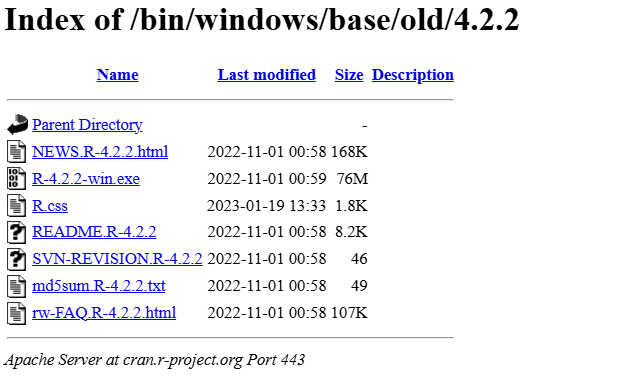 Index of /bin/windows/base/old/4.2.2
Name Last modified Size Description
Parent Directory -
NEWS.R-4.2.2.html 2022-11-01 00:58 168K
R-4.2.2-win.exe 2022-11-01 00:59 76M
R.css 2023-01-19 13:33 1.8K
README.R-4.2.2 2022-11-01 00:58 8.2K
SVN-REVISION.R-4.2.2 2022-11-01 00:58 46
md5sum.R-4.2.2.txt 2022-11-01 00:58 49
rw-FAQ.R-4.2.2.html 2022-11-01 00:58 107K
Apache Server at cran.r-project.org Port 443